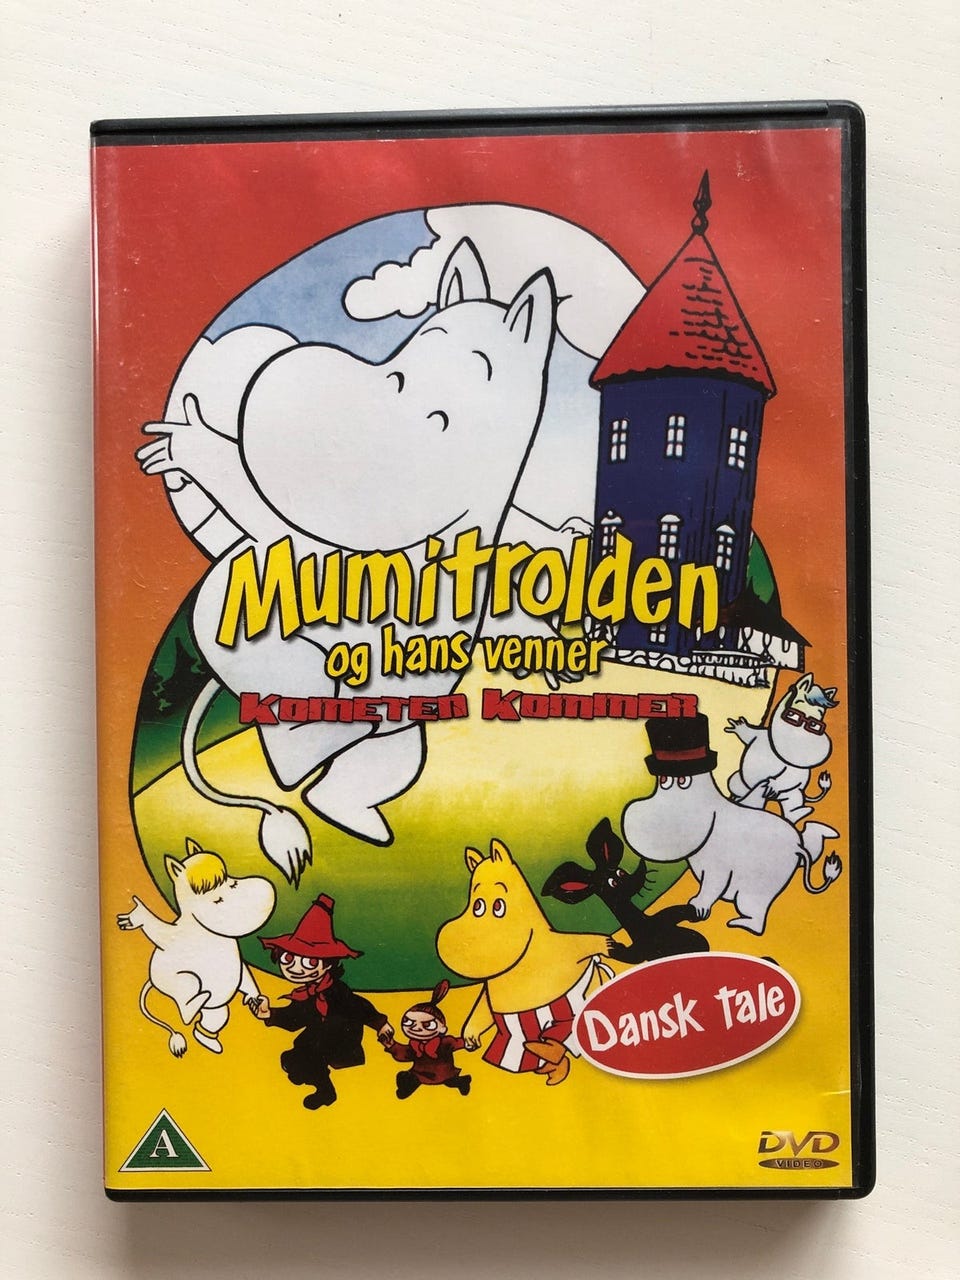 Mumitrolden
og hans venner
Kometen Kommer
Dansk tale
A
DVD
VIDEO